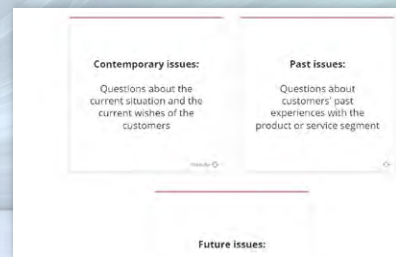 Contemporary issues:
Questions about the
current situation and the
current wishes of the
customers
Past issues:
Questions about
customers' past
experiences with the
product or service segment
Future issues: